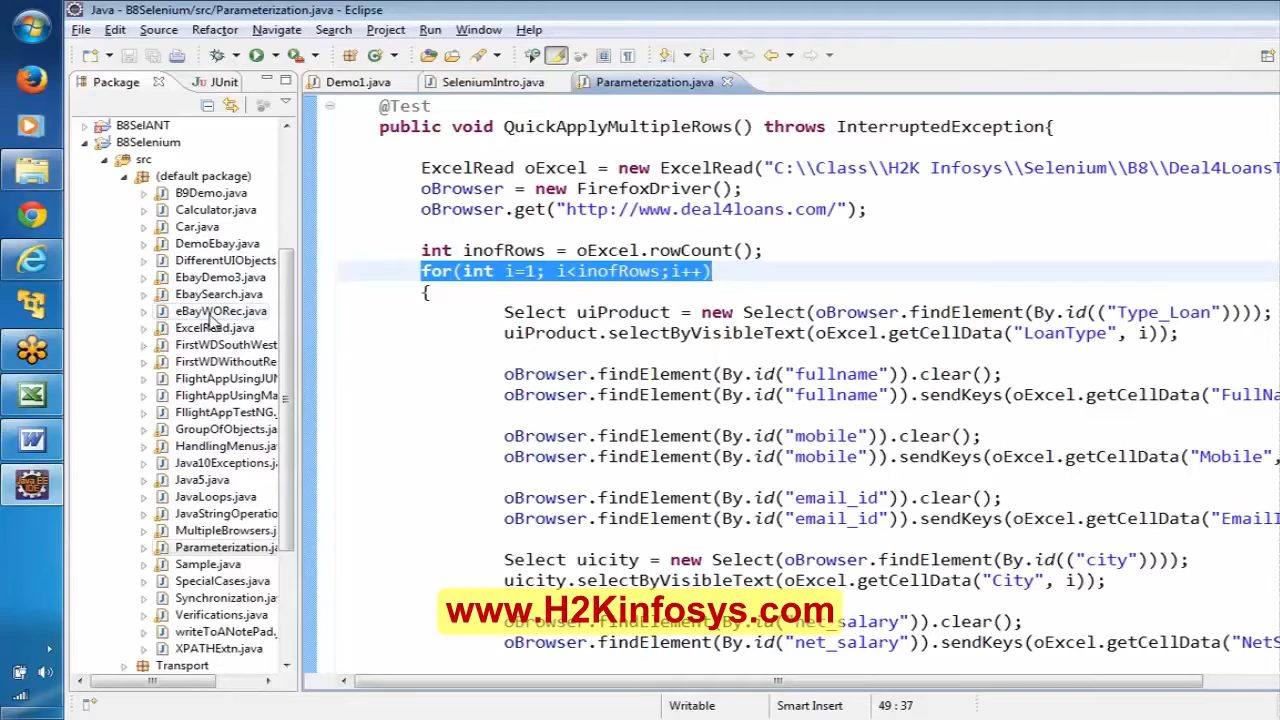 Java - B8Selenium/src/Parameterization.java - Eclipse
File Edit Source Refactor Navigate Search Project Run Window Help
Package JUnit Demo1.java SeleniumIntro.java Parameterization.java
B8SelANT
B8Selenium
src
(default package)
B9Demo.java
Calculator.java
Car.java
DemoEbay.java
DifferentUIObjects
EbayDemo3.java
EbaySearch.java
eBayWORec.java
ExcelRead.java
FirstWDSouthWest
FirstWDWithoutRe
FlightAppUsingJUN
FlightAppUsingMa
FlIightAppTestNG.
GroupOfObjects.ja
HandlingMenus.jav
Java10Exceptions.j
Java5.java
JavaLoops.java
JavaStringOperatio
MultipleBrowsers.j
Parameterization.ja
Sample.java
SpecialCases.java
Synchronization.ja
Verifications.java
writeToANotePad.
XPATHExtn.java
Transport
@Test
public void QuickApplyMultipleRows() throws InterruptedException{
ExcelRead oExcel = new ExcelRead("C:\\Class\\H2K Infosys\\Selenium\\B8\\Deal4LoansT
oBrowser = new FirefoxDriver();
oBrowser.get("http://www.deal4loans.com/");
int inofRows = oExcel.rowCount();
for(int i=1; i<inofRows;i++)
{
Select uiProduct = new Select(oBrowser.findElement(By.id(("Type_Loan"))));
uiProduct.selectByVisibleText(oExcel.getCellData("LoanType", i));
oBrowser.findElement(By.id("fullname")).clear();
oBrowser.findElement(By.id("fullname")).sendKeys(oExcel.getCellData("FullNa
oBrowser.findElement(By.id("mobile")).clear();
oBrowser.findElement(By.id("mobile")).sendKeys(oExcel.getCellData("Mobile",
oBrowser.findElement(By.id("email_id")).clear();
oBrowser.findElement(By.id("email_id")).sendKeys(oExcel.getCellData("EmailI
Select uicity = new Select(oBrowser.findElement(By.id(("city"))));
uicity.selectByVisibleText(oExcel.getCellData("City", i));
www.H2Kinfosys.com
oBrowser.findElement(By.id("net_salary")).clear();
oBrowser.findElement(By.id("net_salary")).sendKeys(oExcel.getCellData("NetS
Writable Smart Insert 49 : 37